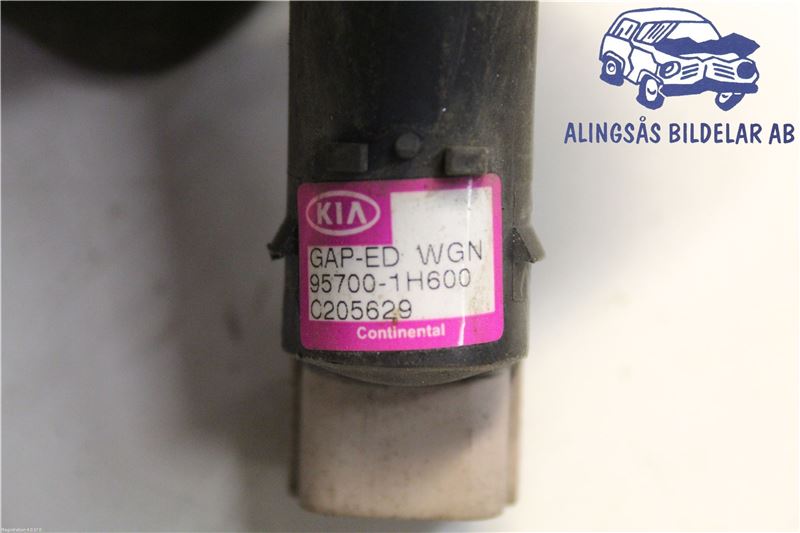 ALINGSÅS BILDELAR AB
KIA
GAP-ED WGN
95700-1H600
C205629
Continental